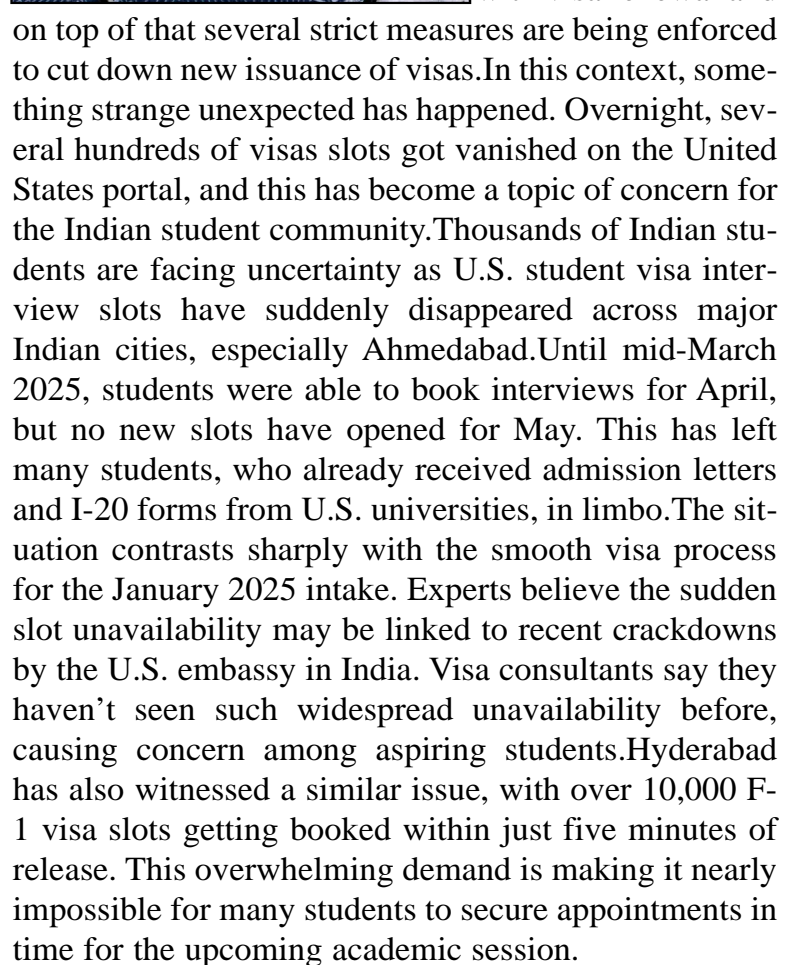 on top of that several strict measures are being enforced
to cut down new issuance of visas.In this context, some-
thing strange unexpected has happened. Overnight, sev-
eral hundreds of visas slots got vanished on the United
States portal, and this has become a topic of concern for
the Indian student community.Thousands of Indian stu-
dents are facing uncertainty as U.S. student visa inter-
view slots have suddenly disappeared across major
Indian cities, especially Ahmedabad.Until mid-March
2025, students were able to book interviews for April,
but no new slots have opened for May. This has left
many students, who already received admission letters
and I-20 forms from U.S. universities, in limbo.The sit-
uation contrasts sharply with the smooth visa process
for the January 2025 intake. Experts believe the sudden
slot unavailability may be linked to recent crackdowns
by the U.S. embassy in India. Visa consultants say they
haven’t seen such widespread unavailability before,
causing concern among aspiring students.Hyderabad
has also witnessed a similar issue, with over 10,000 F-
1 visa slots getting booked within just five minutes of
release. This overwhelming demand is making it nearly
impossible for many students to secure appointments in
time for the upcoming academic session.